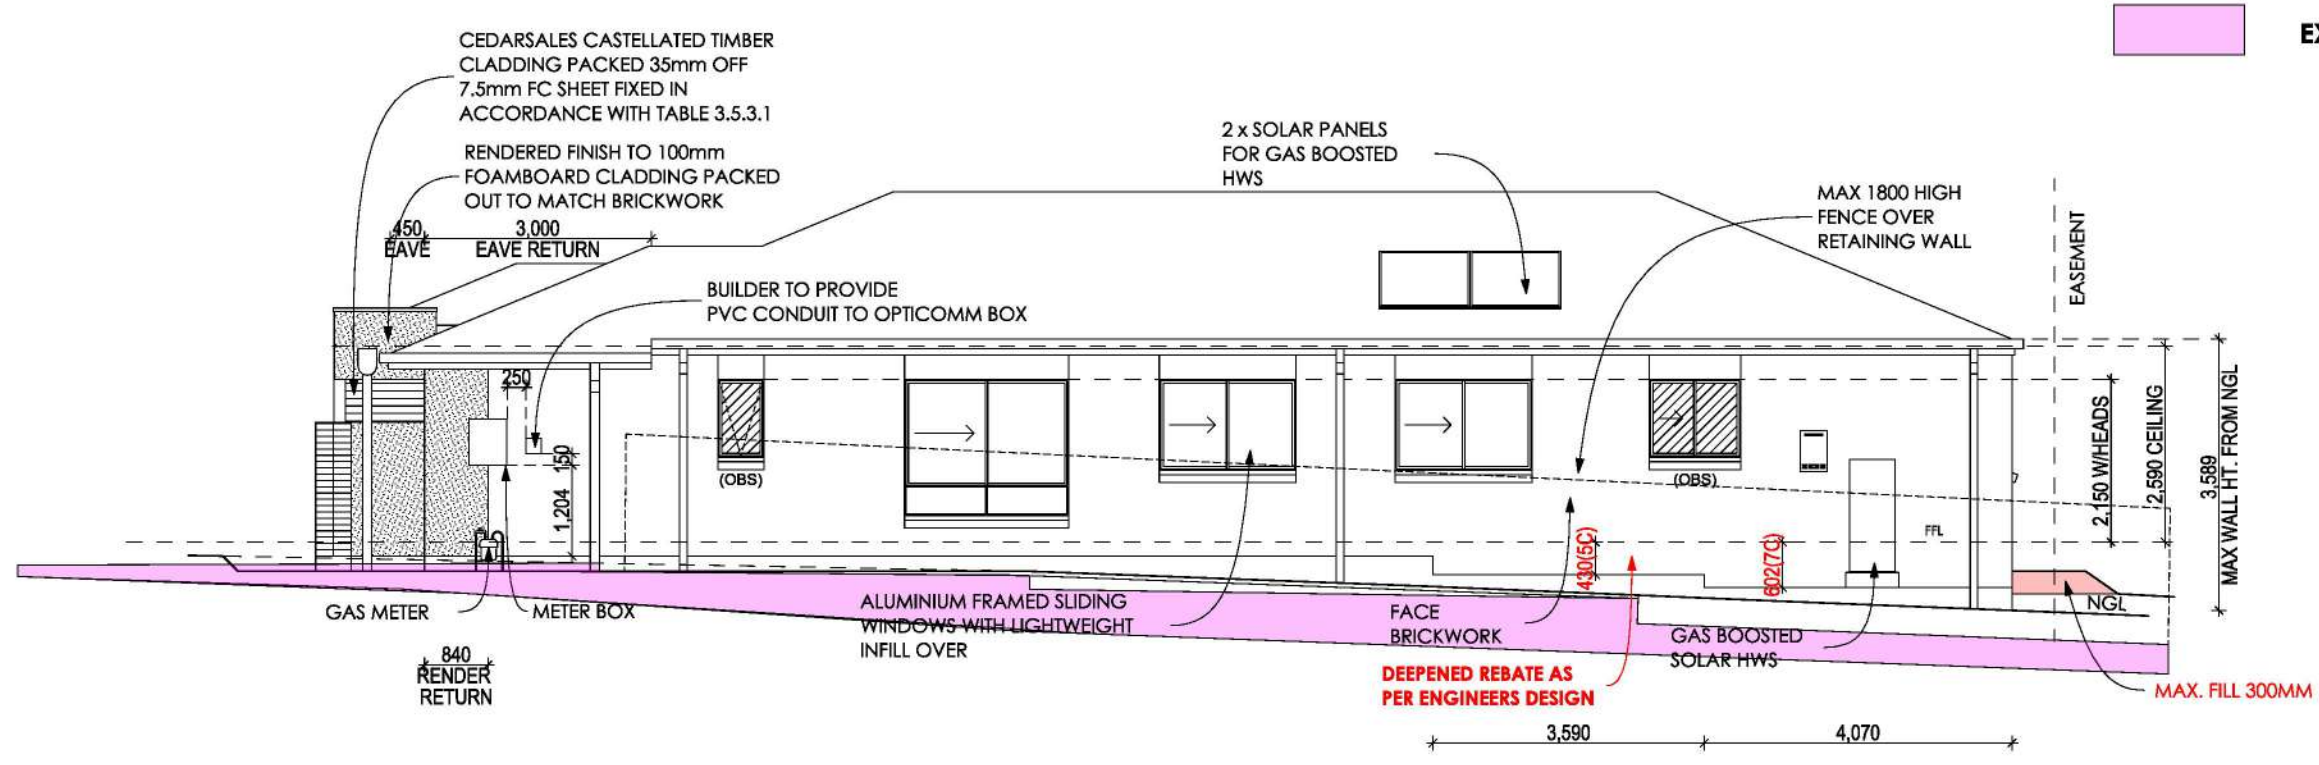 EX
CEDARSALES CASTELLATED TIMBER
CLADDING PACKED 35mm OFF
7.5mm FC SHEET FIXED IN
ACCORDANCE WITH TABLE 3.5.3.1
RENDERED FINISH TO 100mm
FOAMBOARD CLADDING PACKED
OUT TO MATCH BRICKWORK
450
EAVE
3,000
EAVE RETURN
BUILDER TO PROVIDE
PVC CONDUIT TO OPTICOMM BOX
2 x SOLAR PANELS
FOR GAS BOOSTED
HWS
MAX 1800 HIGH
FENCE OVER
RETAINING WALL
EASEMENT
250
150
1,204
(OBS)
(OBS)
2,150 W/HEADS
2,590 CEILING
3,589
MAX WALL HT. FROM NGL
430(5C)
602(7C)
FFL
NGL
GAS METER
METER BOX
ALUMINIUM FRAMED SLIDING
WINDOWS WITH LIGHTWEIGHT
INFILL OVER
FACE
BRICKWORK
GAS BOOSTED
SOLAR HWS
840
RENDER
RETURN
DEEPENED REBATE AS
PER ENGINEERS DESIGN
MAX. FILL 300MM
3,590
4,070